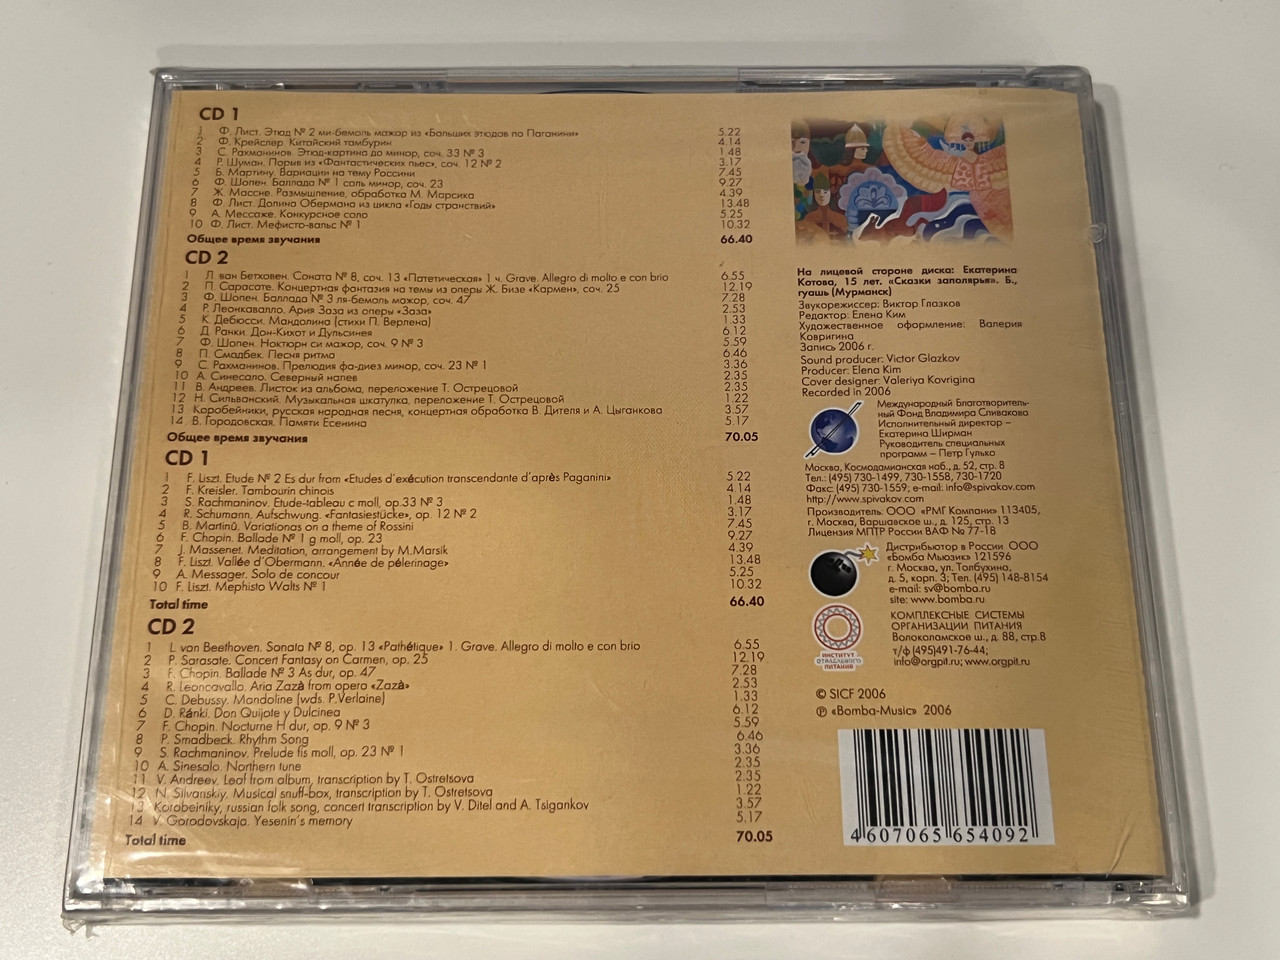 CD 1
1 Ф. Лист. Этюд № 2 ми-бемоль мажор из «Больших этюдов по Паганини» 5.22
2 Ф. Крейслер. Китайский тамбурин 4.14
3 С. Рахманинов. Этюд-картина до минор, соч. 33 № 3 1.48
4 Р. Шуман. Порыв из «Фантастических пьес», соч. 12 № 2 3.17
5 Б. Мартину. Вариации на тему Россини 7.45
6 Ф. Шопен. Баллада № 1 соль минор, соч. 23 9.27
7 Ж. Массне. Размышление, обработка М. Марсика 4.39
8 Ф. Лист. Долина Обермана из цикла «Годы странствий» 13.48
9 А. Мессаже. Конкурсное соло 5.25
10 Ф. Лист. Мефисто-вальс № 1 10.32
Общее время звучания 66.40
CD 2
1 Л. ван Бетховен. Соната № 8, соч. 13 «Патетическая» 1 ч. Grave. Allegro di molto e con brio 6.55
2 П. Сарасате. Концертная фантазия на темы из оперы Ж. Бизе «Кармен», соч. 25 12.19
3 Ф. Шопен. Баллада № 3 ля-бемоль мажор, соч. 47 7.28
4 Р. Леонкавалло. Ария Заза из оперы «Заза» 2.53
5 К. Дебюсси. Мандолина (стихи П. Верлена) 1.33
6 Д. Ранки. Дон-Кихот и Дульсинея 6.12
7 Ф. Шопен. Ноктюрн си мажор, соч. 9 № 3 5.59
8 П. Смадбек. Песня ритма 6.46
9 С. Рахманинов. Прелюдия фа-диез минор, соч. 23 № 1 3.36
10 А. Синесало. Северный напев 2.35
11 В. Андреев. Листок из альбома, переложение Т. Острецовой 2.35
12 Н. Сильванский. Музыкальная шкатулка, переложение Т. Острецовой 1.22
13 Коробейники, русская народная песня, концертная обработка В. Дителя и А. Цыганкова 3.57
14 В. Городовская. Памяти Есенина 5.17
Общее время звучания 70.05
CD 1
1 F. Liszt. Etude № 2 Es dur from «Etudes d'exécution transcendante d'après Paganini» 5.22
2 F. Kreisler. Tambourin chinois 4.14
3 S. Rachmaninov. Etude-tableau c moll, op.33 № 3 1.48
4 R. Schumann. Aufschwung. «Fantasiestücke», op. 12 № 2 3.17
5 B. Martinů. Variationas on a theme of Rossini 7.45
6 F. Chopin. Ballade № 1 g moll, op. 23 9.27
7 J. Massenet. Meditation, arrangement by M.Marsik 4.39
8 F. Liszt. Vallée d'Obermann. «Année de pélerinage» 13.48
9 A. Messager. Solo de concour 5.25
10 F. Liszt. Mephisto Walts № 1 10.32
Total time 66.40
CD 2
1 L. van Beethoven. Sonata № 8, op. 13 «Pathétique» 1. Grave. Allegro di molto e con brio 6.55
2 P. Sarasate. Concert Fantasy on Carmen, op. 25 12.19
3 F. Chopin. Ballade № 3 As dur, op. 47 7.28
4 R. Leoncavallo. Aria Zazà from opera «Zazà» 2.53
5 C. Debussy. Mandoline (wds. P.Verlaine) 1.33
6 D. Ránki. Don Quijote y Dulcinea 6.12
7 F. Chopin. Nocturne H dur, op. 9 № 3 5.59
8 P. Smadbeck. Rhythm Song 6.46
9 S. Rachmaninov. Prelude fis moll, op. 23 № 1 3.36
10 A. Sinesalo. Northern tune 2.35
11 V. Andreev. Leaf from album, transcription by T. Ostretsova 2.35
12 N. Silvanskiy. Musical snuff-box, transcription by T. Ostretsova 1.22
13 Korobeiniky, russian folk song, concert transcription by V. Ditel and A. Tsigankov 3.57
14 V. Gorodovskaja. Yesenin's memory 5.17
Total time 70.05
На лицевой стороне диска: Екатерина
Котова, 15 лет. «Сказки заполярья». Б.,
гуашь (Мурманск)
Звукорежиссер: Виктор Глазков
Редактор: Елена Ким
Художественное оформление: Валерия
Ковригина
Запись 2006 г.
Sound producer: Victor Glazkov
Producer: Elena Kim
Cover designer: Valeriya Kovrigina
Recorded in 2006
Международный Благотворитель-
ный Фонд Владимира Спивакова
Исполнительный директор –
Екатерина Ширман
Руководитель специальных
программ – Петр Гулько
Москва, Космодамианская наб., д. 52, стр. 8
Тел.: (495) 730-1499, 730-1558, 730-1720
Факс: (495) 730-1559; e-mail: info@spivakov.com
http://www.spivakov.com
Производитель: ООО «РМГ Компани» 113405,
г. Москва, Варшавское ш., д. 125, стр. 13
Лицензия МПТР России ВАФ № 77-18
Дистрибьютор в России ООО
«Бомба Мьюзик» 121596
г. Москва, ул. Толбухина,
д. 5, корп. 3; Тел. (495) 148-8154
e-mail: sv@bomba.ru
site: www.bomba.ru
ИНСТИТУТ
ОТРАСЛЕВОГО
ПИТАНИЯ
КОМПЛЕКСНЫЕ СИСТЕМЫ
ОРГАНИЗАЦИИ ПИТАНИЯ
Волоколамское ш., д. 88, стр.8
т/ф (495)491-76-44;
info@orgpit.ru; www.orgpit.ru
© SICF 2006
℗ «Bomba-Music» 2006
4 607065 654092